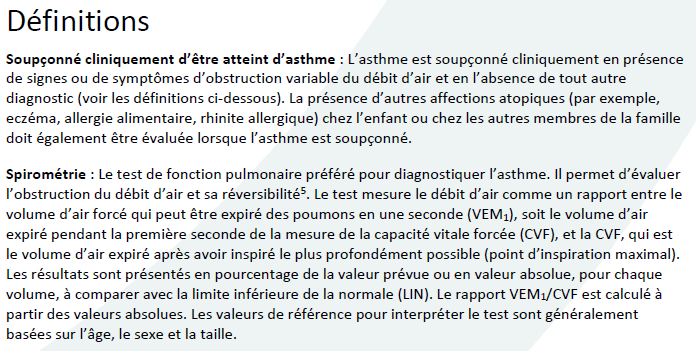 Définitions
Soupçonné cliniquement d’être atteint d’asthme : L’asthme est soupçonné cliniquement en présence
de signes ou de symptômes d’obstruction variable du débit d’air et en l’absence de tout autre
diagnostic (voir les définitions ci-dessous). La présence d’autres affections atopiques (par exemple,
eczéma, allergie alimentaire, rhinite allergique) chez l’enfant ou chez les autres membres de la famille
doit également être évaluée lorsque l’asthme est soupçonné.
Spirométrie : Le test de fonction pulmonaire préféré pour diagnostiquer l’asthme. Il permet d’évaluer
l’obstruction du débit d’air et sa réversibilité⁵. Le test mesure le débit d’air comme un rapport entre le
volume d’air forcé qui peut être expiré des poumons en une seconde (VEM₁), soit le volume d’air
expiré pendant la première seconde de la mesure de la capacité vitale forcée (CVF), et la CVF, qui est
le volume d’air expiré après avoir inspiré le plus profondément possible (point d’inspiration maximal).
Les résultats sont présentés en pourcentage de la valeur prévue ou en valeur absolue, pour chaque
volume, à comparer avec la limite inférieure de la normale (LIN). Le rapport VEM₁/CVF est calculé à
partir des valeurs absolues. Les valeurs de référence pour interpréter le test sont généralement
basées sur l’âge, le sexe et la taille.